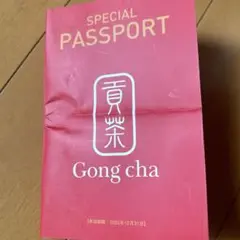 SPECIAL
PASSPORT
貢茶
Gong cha